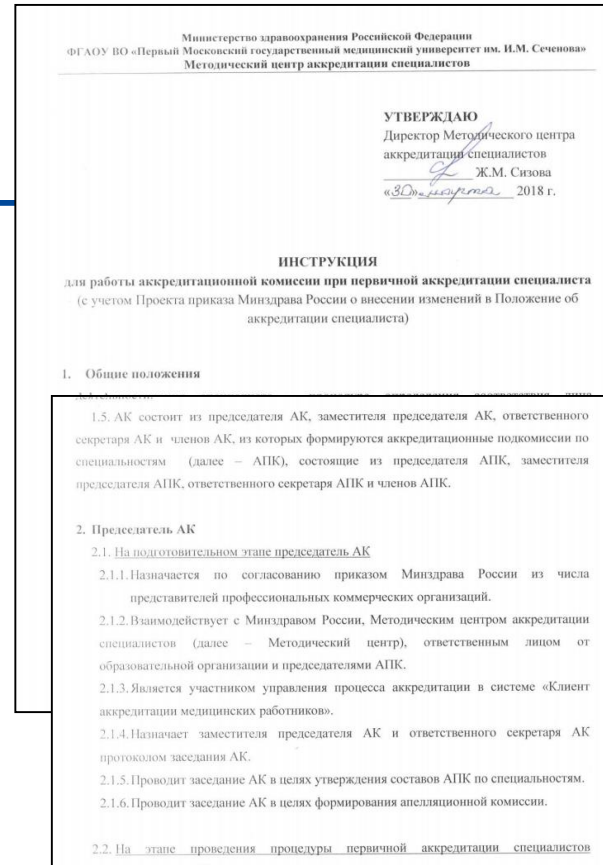 Министерство здравоохранения Российской Федерации
ФГАОУ ВО «Первый Московский государственный медицинский университет им. И.М. Сеченова»
Методический центр аккредитации специалистов
УТВЕРЖДАЮ
Директор Методического центра
аккредитации специалистов
Ж.М. Сизова
«30» марта 2018 г.
ИНСТРУКЦИЯ
для работы аккредитационной комиссии при первичной аккредитации специалиста
(с учетом Проекта приказа Минздрава России о внесении изменений в Положение об
аккредитации специалиста)
1. Общие положения
1.5. АК состоит из председателя АК, заместителя председателя АК, ответственного
секретаря АК и членов АК, из которых формируются аккредитационные подкомиссии по
специальностям (далее – АПК), состоящие из председателя АПК, заместителя
председателя АПК, ответственного секретаря АПК и членов АПК.
2. Председатель АК
2.1. На подготовительном этапе председатель АК
2.1.1. Назначается по согласованию приказом Минздрава России из числа
представителей профессиональных коммерческих организаций.
2.1.2. Взаимодействует с Минздравом России, Методическим центром аккредитации
специалистов (далее – Методический центр), ответственным лицом от
образовательной организации и председателями АПК.
2.1.3. Является участником управления процесса аккредитации в системе «Клиент
аккредитации медицинских работников».
2.1.4. Назначает заместителя председателя АК и ответственного секретаря АК
протоколом заседания АК.
2.1.5. Проводит заседание АК в целях утверждения составов АПК по специальностям.
2.1.6. Проводит заседание АК в целях формирования апелляционной комиссии.
2.2. На этапе проведения процедуры первичной аккредитации специалистов